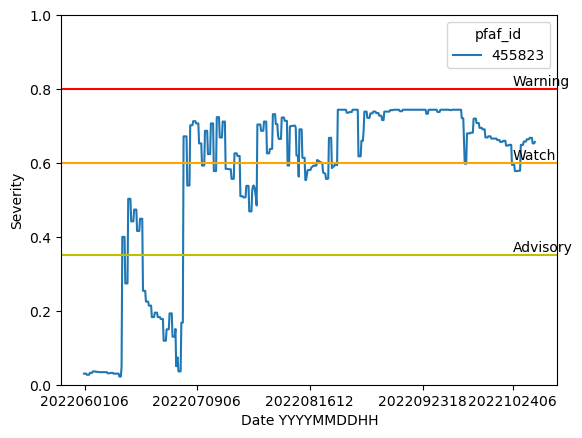 1.0
0.8
0.6
0.4
0.2
0.0
Severity
pfaf_id
455823
Warning
Watch
Advisory
2022060106 2022070906 2022081612 2022092318 2022102406
Date YYYYMMDDHH